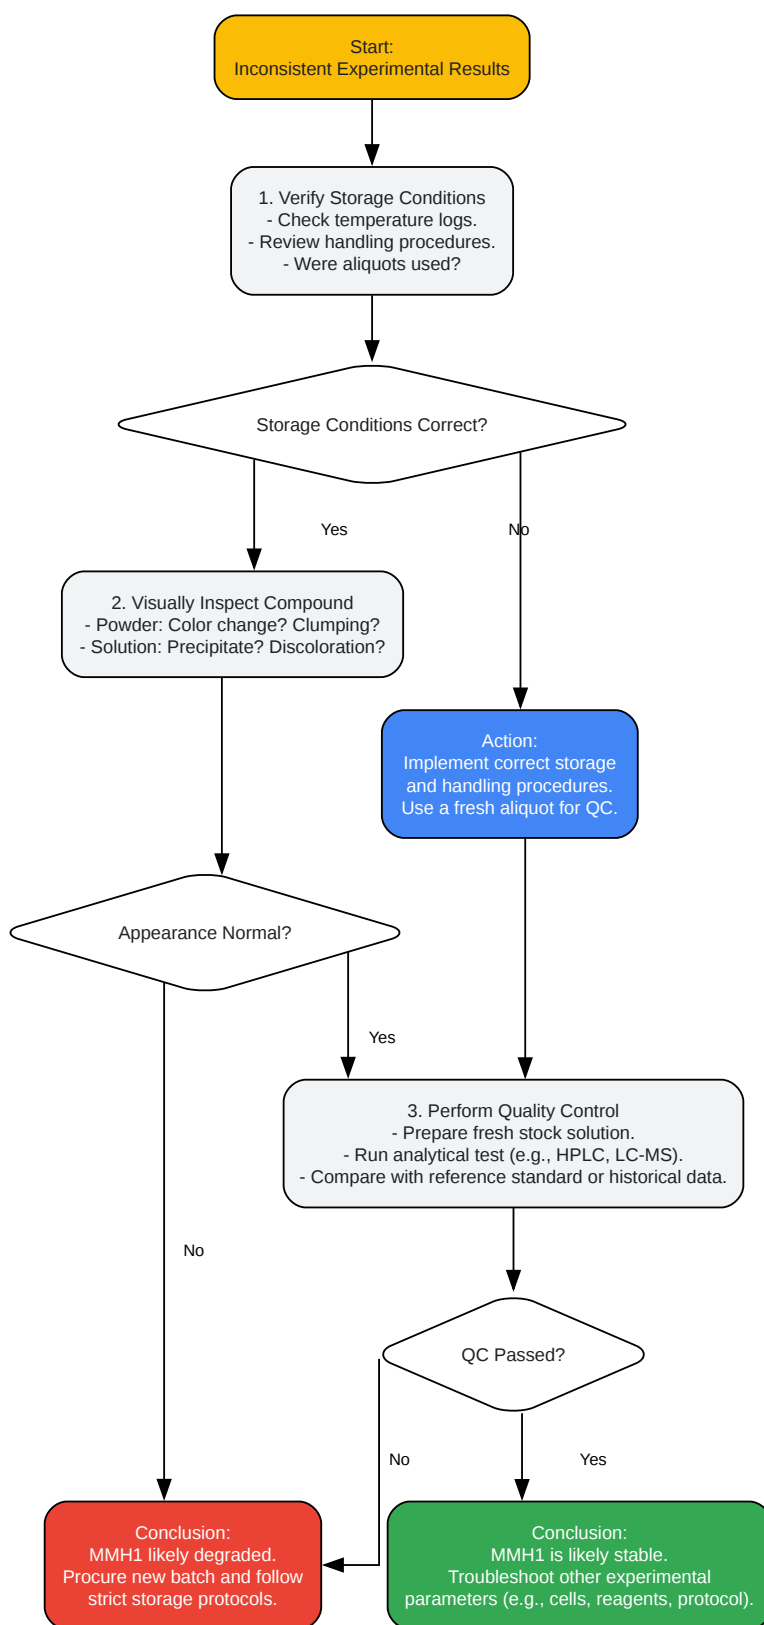 Start:
Inconsistent Experimental Results
1. Verify Storage Conditions
- Check temperature logs.
- Review handling procedures.
- Were aliquots used?
Storage Conditions Correct?
Yes
No
2. Visually Inspect Compound
- Powder: Color change? Clumping?
- Solution: Precipitate? Discoloration?
Action:
Implement correct storage
and handling procedures.
Use a fresh aliquot for QC.
Appearance Normal?
Yes
3. Perform Quality Control
- Prepare fresh stock solution.
- Run analytical test (e.g., HPLC, LC-MS).
- Compare with reference standard or historical data.
No
QC Passed?
No
Yes
Conclusion:
MMH1 likely degraded.
Procure new batch and follow
strict storage protocols.
Conclusion:
MMH1 is likely stable.
Troubleshoot other experimental
parameters (e.g., cells, reagents, protocol).